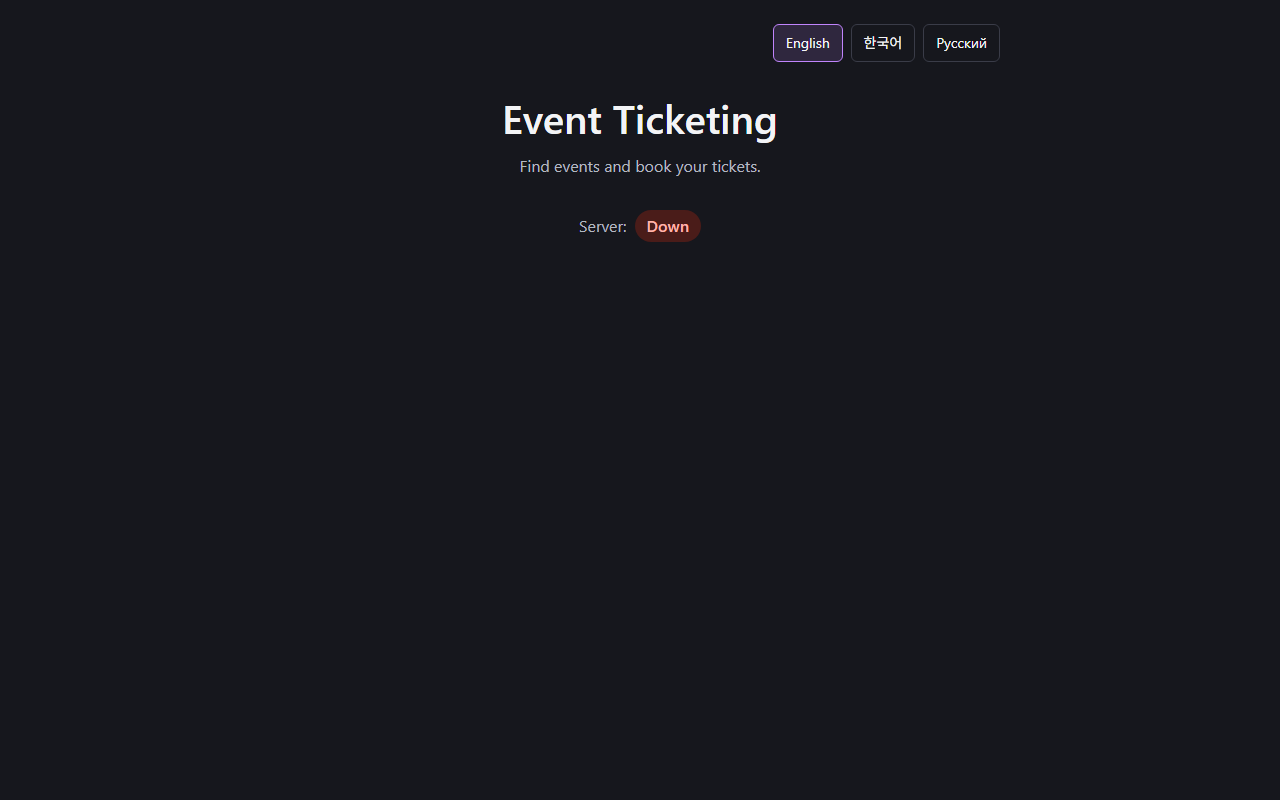 English 한국어 Русский
Event Ticketing
Find events and book your tickets.
Server: Down